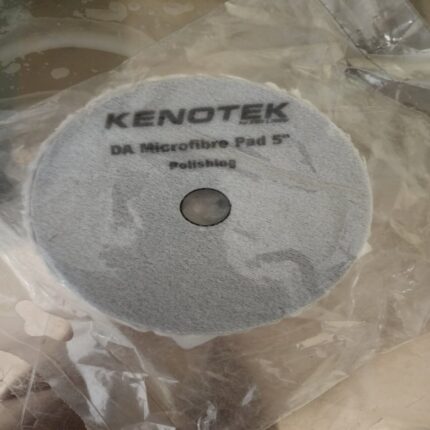 KENOTEK
DA Microfibre Pad 5"
Polishing